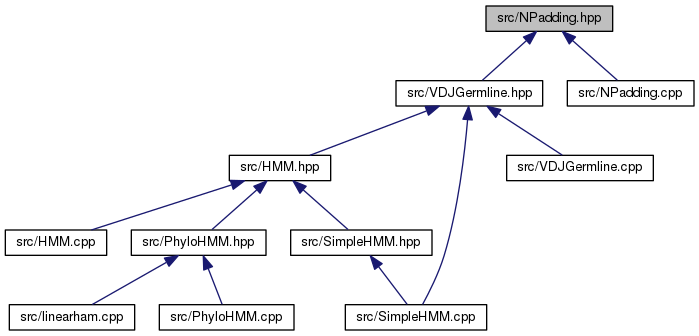 src/NPadding.hpp
src/VDJGermline.hpp
src/NPadding.cpp
src/HMM.hpp
src/VDJGermline.cpp
src/HMM.cpp
src/PhyloHMM.hpp
src/SimpleHMM.hpp
src/linearham.cpp
src/PhyloHMM.cpp
src/SimpleHMM.cpp